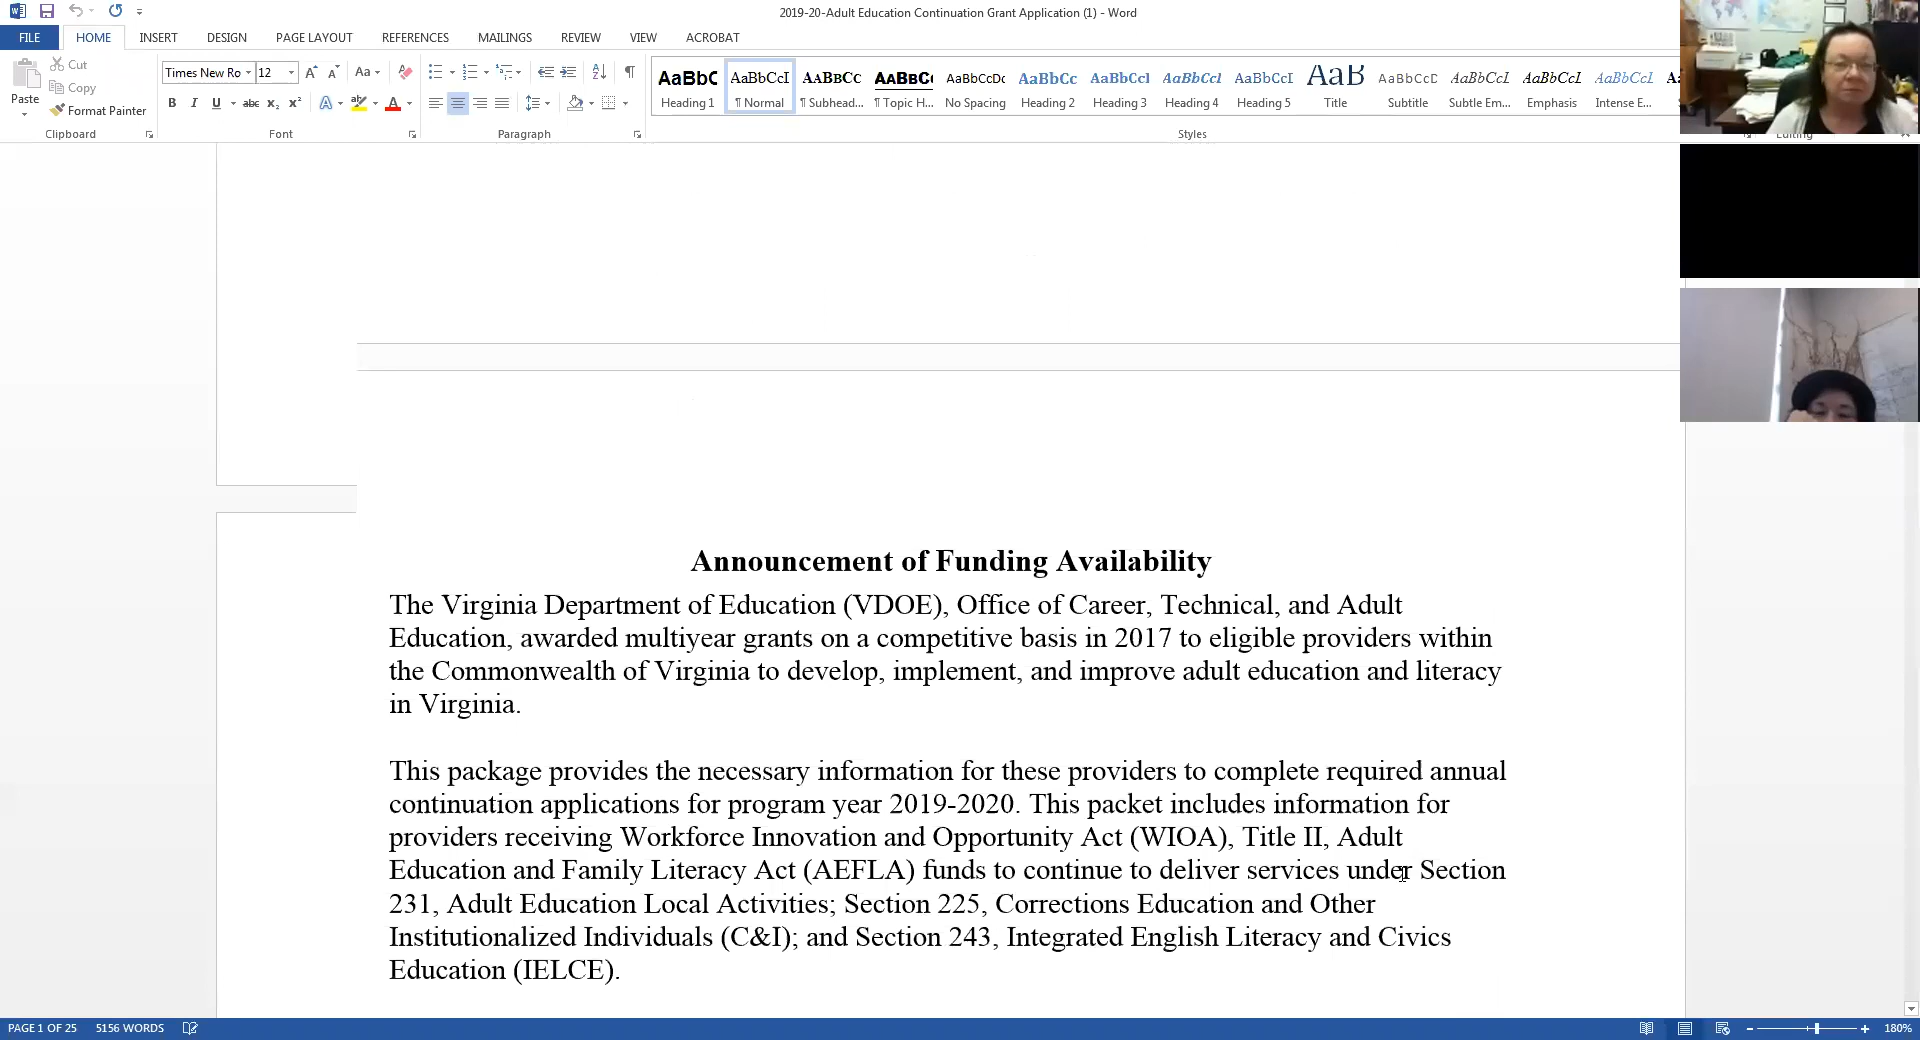 2019-20-Adult Education Continuation Grant Application (1) - Word
FILE HOME INSERT DESIGN PAGE LAYOUT REFERENCES MAILINGS REVIEW VIEW ACROBAT
Paste
Cut
Copy
Format Painter
Clipboard
Times New Ro 12
Font
Paragraph
AaBbC AaBbCcI AABBCC AaBbC AaBbCcDc AaBbCc AaBbCcI AaBbCcI AaBbCcI AaB AaBbCcD AaBbCcL AaBbCcL AaBbCcL
Heading 1 ¶ Normal ¶ Subhead... ¶ Topic H... No Spacing Heading 2 Heading 3 Heading 4 Heading 5 Title Subtitle Subtle Em... Emphasis Intense E...
Styles
Editing
Announcement of Funding Availability
The Virginia Department of Education (VDOE), Office of Career, Technical, and Adult
Education, awarded multiyear grants on a competitive basis in 2017 to eligible providers within
the Commonwealth of Virginia to develop, implement, and improve adult education and literacy
in Virginia.
This package provides the necessary information for these providers to complete required annual
continuation applications for program year 2019-2020. This packet includes information for
providers receiving Workforce Innovation and Opportunity Act (WIOA), Title II, Adult
Education and Family Literacy Act (AEFLA) funds to continue to deliver services under Section
231, Adult Education Local Activities; Section 225, Corrections Education and Other
Institutionalized Individuals (C&I); and Section 243, Integrated English Literacy and Civics
Education (IELCE).
PAGE 1 OF 25 5156 WORDS 180%